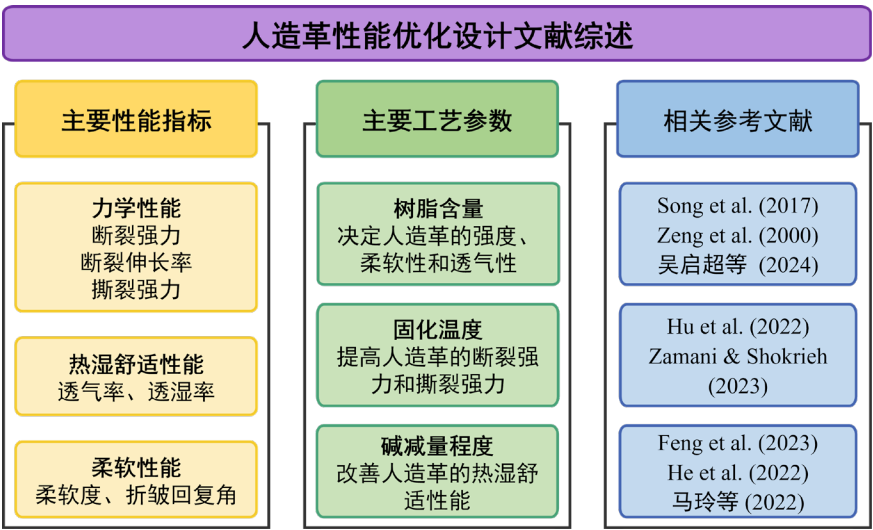 人造革性能优化设计文献综述
主要性能指标
力学性能
断裂强力
断裂伸长率
撕裂强力
热湿舒适性能
透气率、透湿率
柔软性能
柔软度、折皱回复角
主要工艺参数
树脂含量
决定人造革的强度、
柔软性和透气性
固化温度
提高人造革的断裂强
力和撕裂强力
碱减量程度
改善人造革的热湿舒
适性能
相关参考文献
Song et al. (2017)
Zeng et al. (2000)
吴启超等 (2024)
Hu et al. (2022)
Zamani & Shokrieh
(2023)
Feng et al. (2023)
He et al. (2022)
马玲等 (2022)